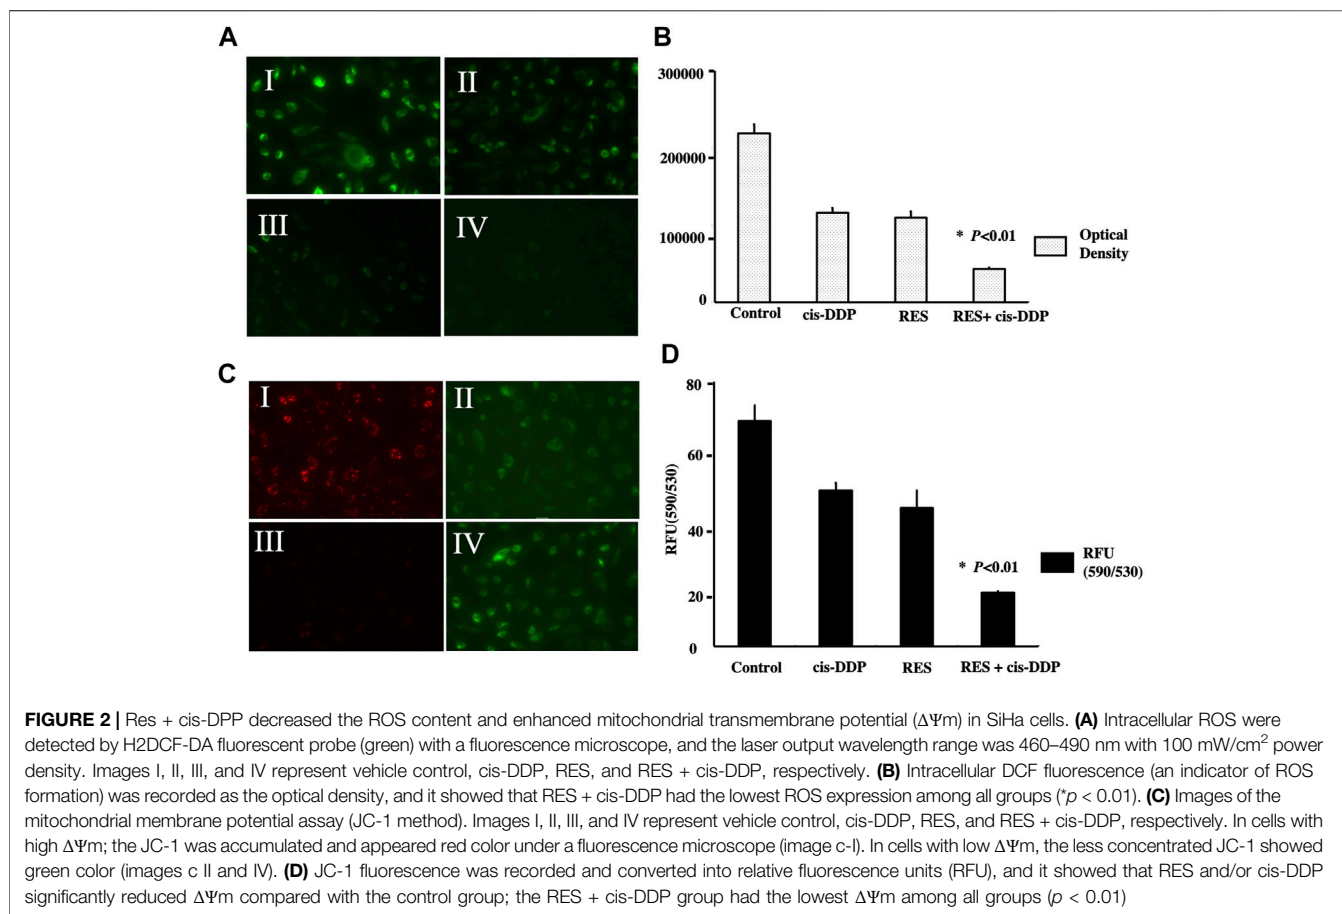 A
I
II
III
IV
B
300000
200000
100000
0
* P<0.01
Optical
Density
Control
cis-DDP
RES
RES+ cis-DDP
C
I
II
III
IV
D
80
60
40
20
0
RFU(590/530)
* P<0.01
RFU
(590/530)
Control
cis-DDP
RES
RES + cis-DDP
FIGURE 2 | Res + cis-DPP decreased the ROS content and enhanced mitochondrial transmembrane potential (ΔΨm) in SiHa cells. (A) Intracellular ROS were
detected by H2DCF-DA fluorescent probe (green) with a fluorescence microscope, and the laser output wavelength range was 460–490 nm with 100 mW/cm² power
density. Images I, II, III, and IV represent vehicle control, cis-DDP, RES, and RES + cis-DDP, respectively. (B) Intracellular DCF fluorescence (an indicator of ROS
formation) was recorded as the optical density, and it showed that RES + cis-DDP had the lowest ROS expression among all groups (*p < 0.01). (C) Images of the
mitochondrial membrane potential assay (JC-1 method). Images I, II, III, and IV represent vehicle control, cis-DDP, RES, and RES + cis-DDP, respectively. In cells with
high ΔΨm; the JC-1 was accumulated and appeared red color under a fluorescence microscope (image c-I). In cells with low ΔΨm, the less concentrated JC-1 showed
green color (images c II and IV). (D) JC-1 fluorescence was recorded and converted into relative fluorescence units (RFU), and it showed that RES and/or cis-DDP
significantly reduced ΔΨm compared with the control group; the RES + cis-DDP group had the lowest ΔΨm among all groups (p < 0.01)